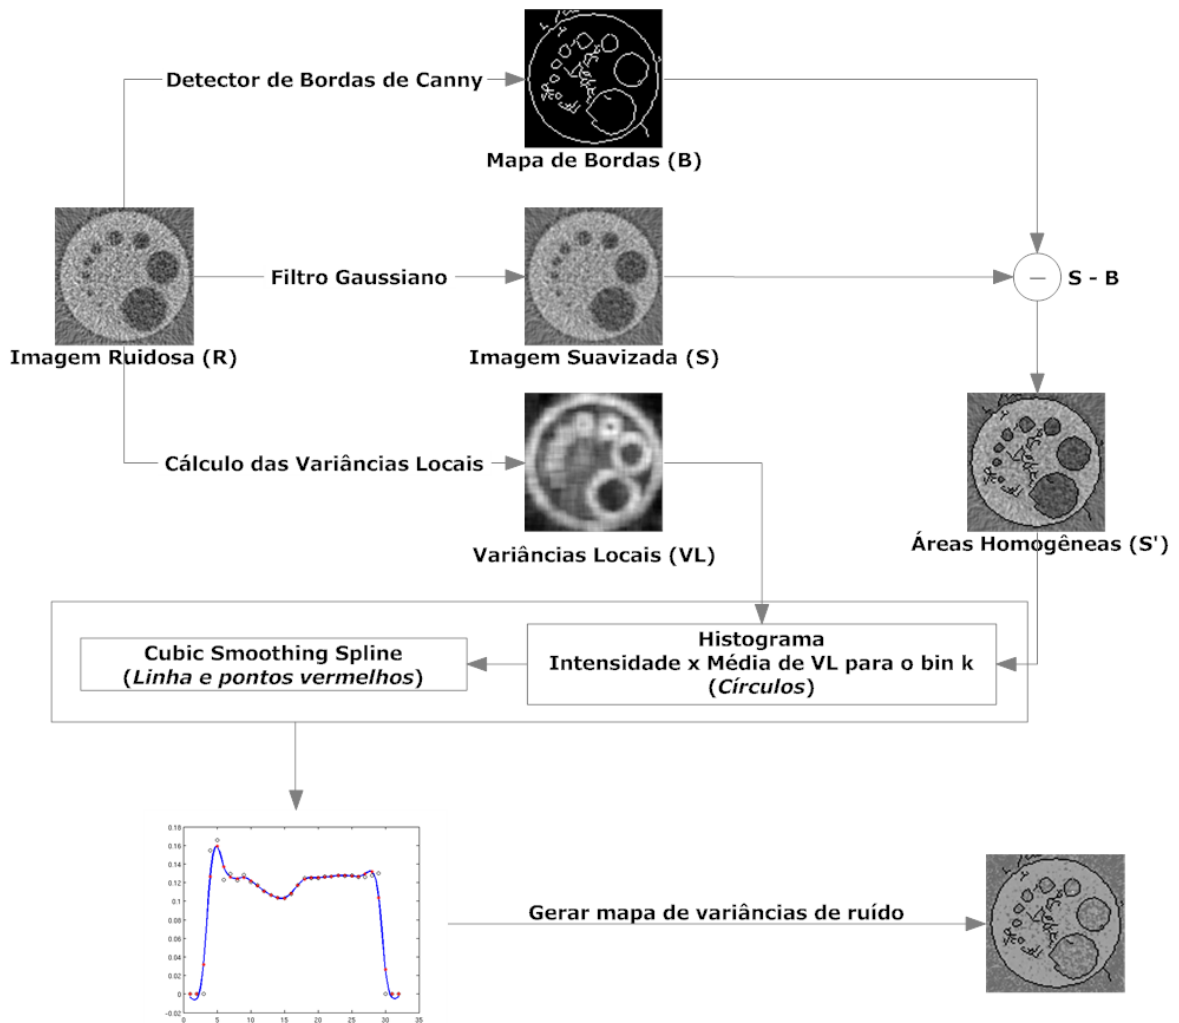 Detector de Bordas de Canny
Mapa de Bordas (B)
Filtro Gaussiano
S - B
Imagem Ruidosa (R)
Imagem Suavizada (S)
Cálculo das Variâncias Locais
Variâncias Locais (VL)
Áreas Homogêneas (S')
Histograma
Intensidade x Média de VL para o bin k
(Círculos)
Cubic Smoothing Spline
(Linha e pontos vermelhos)
0.18
0.16
0.14
0.12
0.1
0.08
0.06
0.04
0.02
0
-0.02
0 5 10 15 20 25 30 35
Gerar mapa de variâncias de ruído